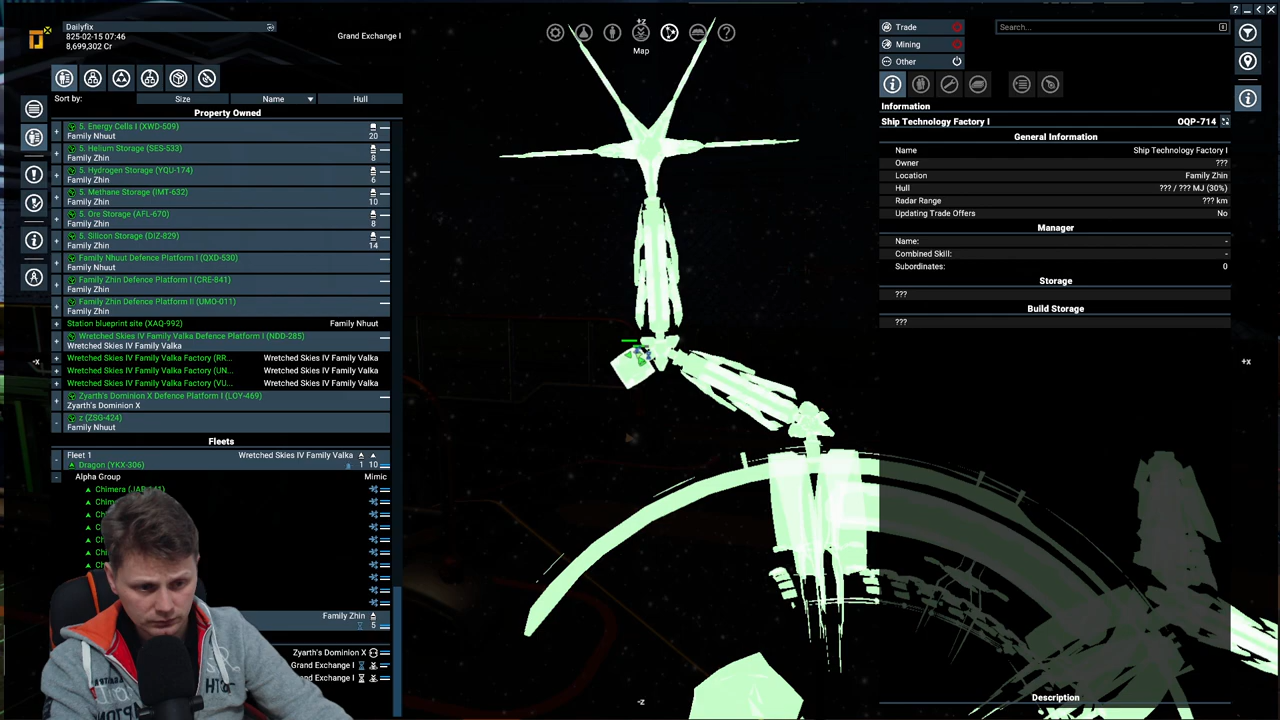 Dailyfix
825-02-15 07:46
8,699,302 Cr
Grand Exchange I
+z
Map
Sort by:
Size
Name
Hull
Property Owned
5. Energy Cells I (XWD-509)
Family Nhuut
20
5. Helium Storage (SES-533)
Family Zhin
8
5. Hydrogen Storage (YQU-174)
Family Zhin
6
5. Methane Storage (IMT-632)
Family Zhin
10
5. Ore Storage (AFL-670)
Family Zhin
8
5. Silicon Storage (DIZ-829)
Family Zhin
14
Family Nhuut Defence Platform I (QXD-530)
Family Nhuut
Family Zhin Defence Platform I (CRE-841)
Family Zhin
Family Zhin Defence Platform II (UMO-011)
Family Zhin
Station blueprint site (XAQ-992) Family Nhuut
Wretched Skies IV Family Valka Defence Platform I (NDD-285)
Wretched Skies IV Family Valka
Wretched Skies IV Family Valka Factory (RR... Wretched Skies IV Family Valka
Wretched Skies IV Family Valka Factory (UN... Wretched Skies IV Family Valka
Wretched Skies IV Family Valka Factory (VU... Wretched Skies IV Family Valka
Zyarth's Dominion X Defence Platform I (LOY-469)
Zyarth's Dominion X
z (ZSG-424)
Family Nhuut
Fleets
Fleet 1 Wretched Skies IV Family Valka
Dragon (YKX-306) 1 10
Alpha Group Mimic
Family Zhin
5
Zyarth's Dominion X
Grand Exchange I
Grand Exchange I
-x
+x
-z
Trade
Mining
Other
Search...
Information
Ship Technology Factory I OQP-714
General Information
Name Ship Technology Factory I
Owner ???
Location Family Zhin
Hull ??? / ??? MJ (30%)
Radar Range ??? km
Updating Trade Offers No
Manager
Name: -
Combined Skill: -
Subordinates: 0
Storage
???
Build Storage
???
Description